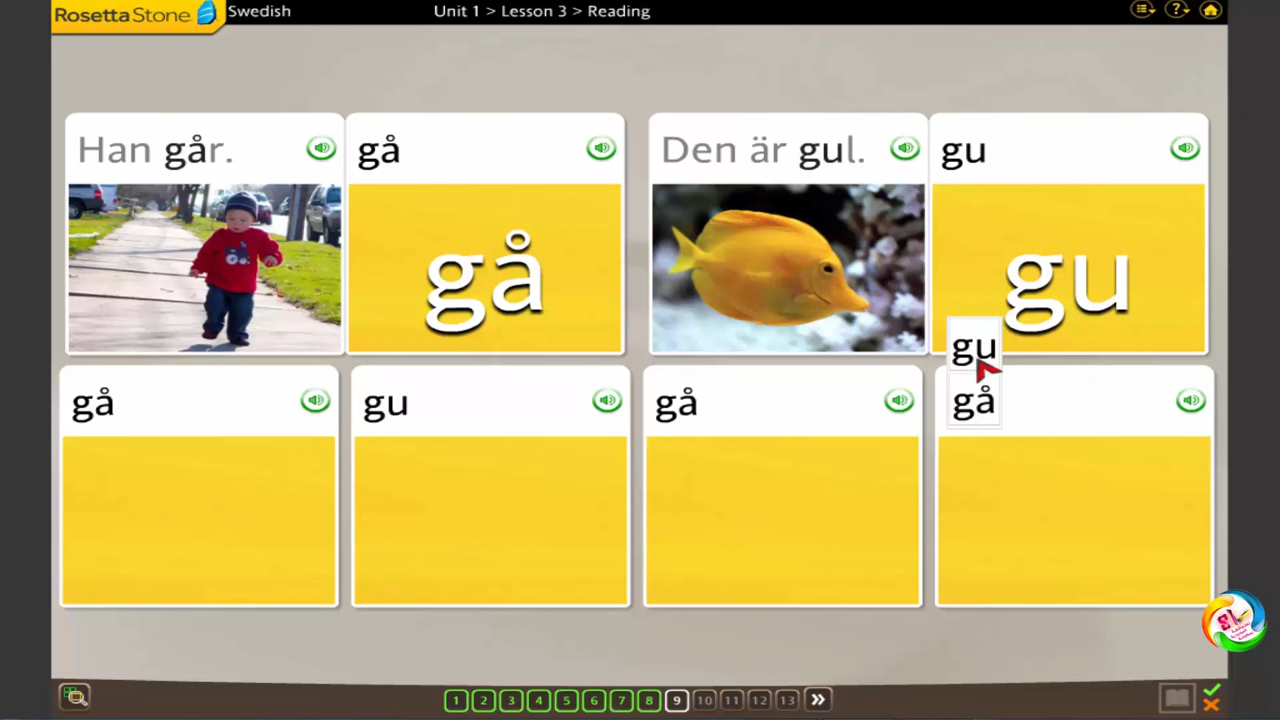 Rosetta Stone Swedish
Unit 1 > Lesson 3 > Reading
Han går.
gå
Den är gul.
gu
gå
gu
gå
gu
gå
gu
gå
1 2 3 4 5 6 7 8 9 10 11 12 13 »